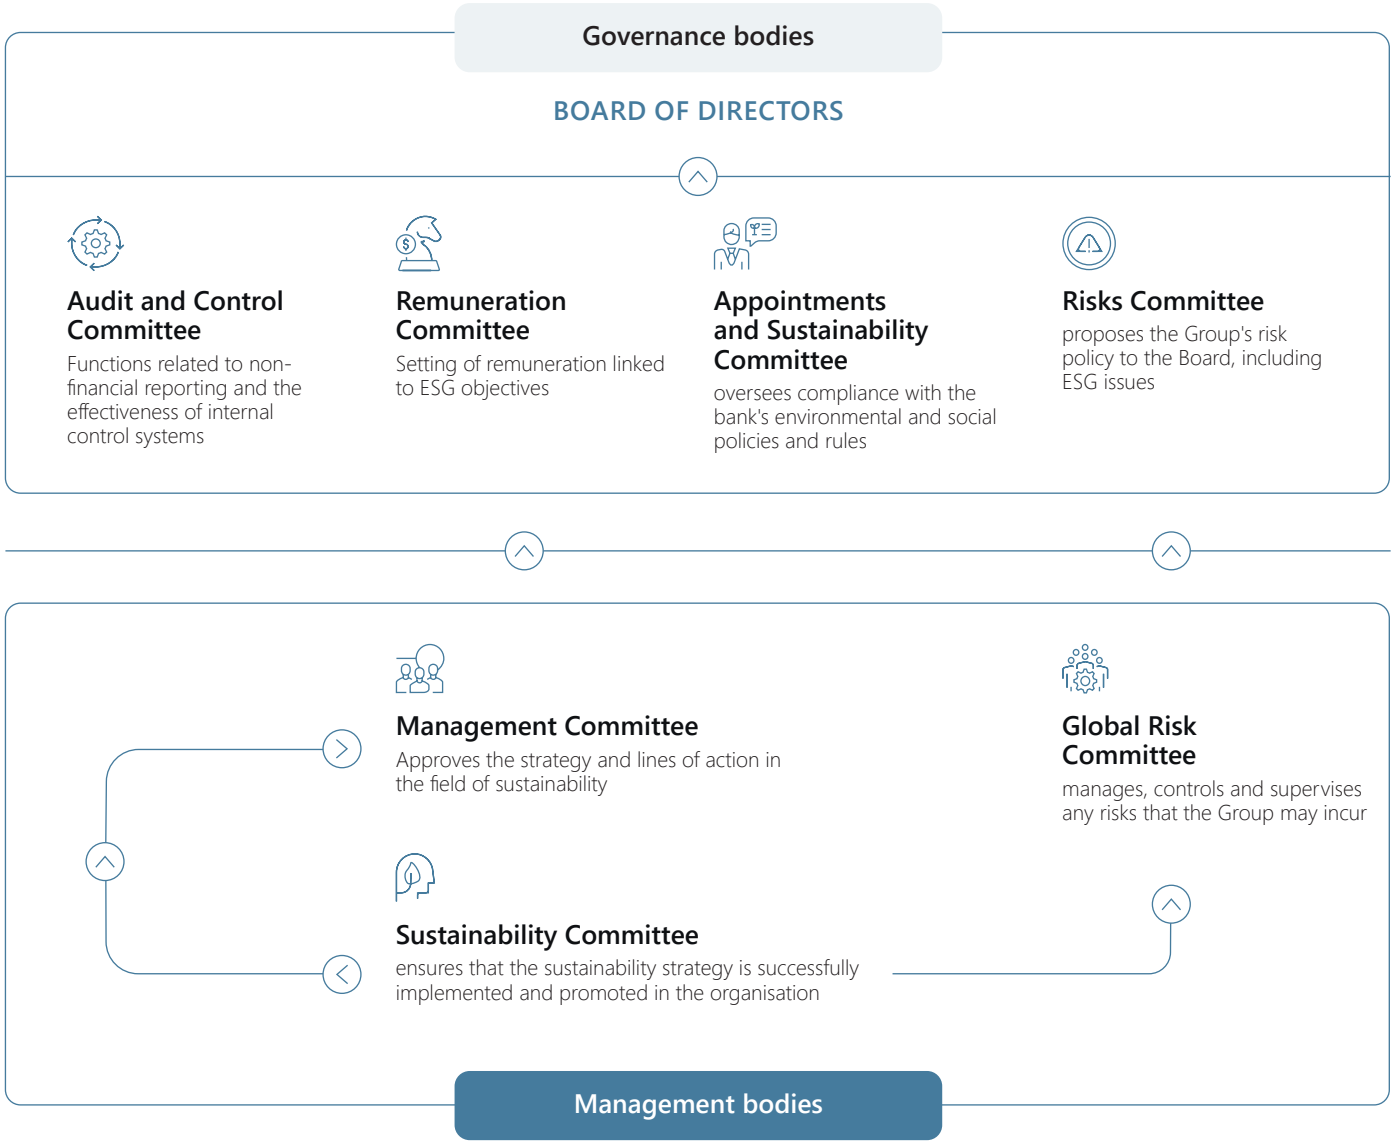 Governance bodies
BOARD OF DIRECTORS
$
Audit and Control
Committee
Functions related to non-
financial reporting and the
effectiveness of internal
control systems
Remuneration
Committee
Setting of remuneration linked
to ESG objectives
Appointments
and Sustainability
Committee
oversees compliance with the
bank's environmental and social
policies and rules
Risks Committee
proposes the Group's risk
policy to the Board, including
ESG issues
Management Committee
Approves the strategy and lines of action in
the field of sustainability
Global Risk
Committee
manages, controls and supervises
any risks that the Group may incur
Sustainability Committee
ensures that the sustainability strategy is successfully
implemented and promoted in the organisation
Management bodies